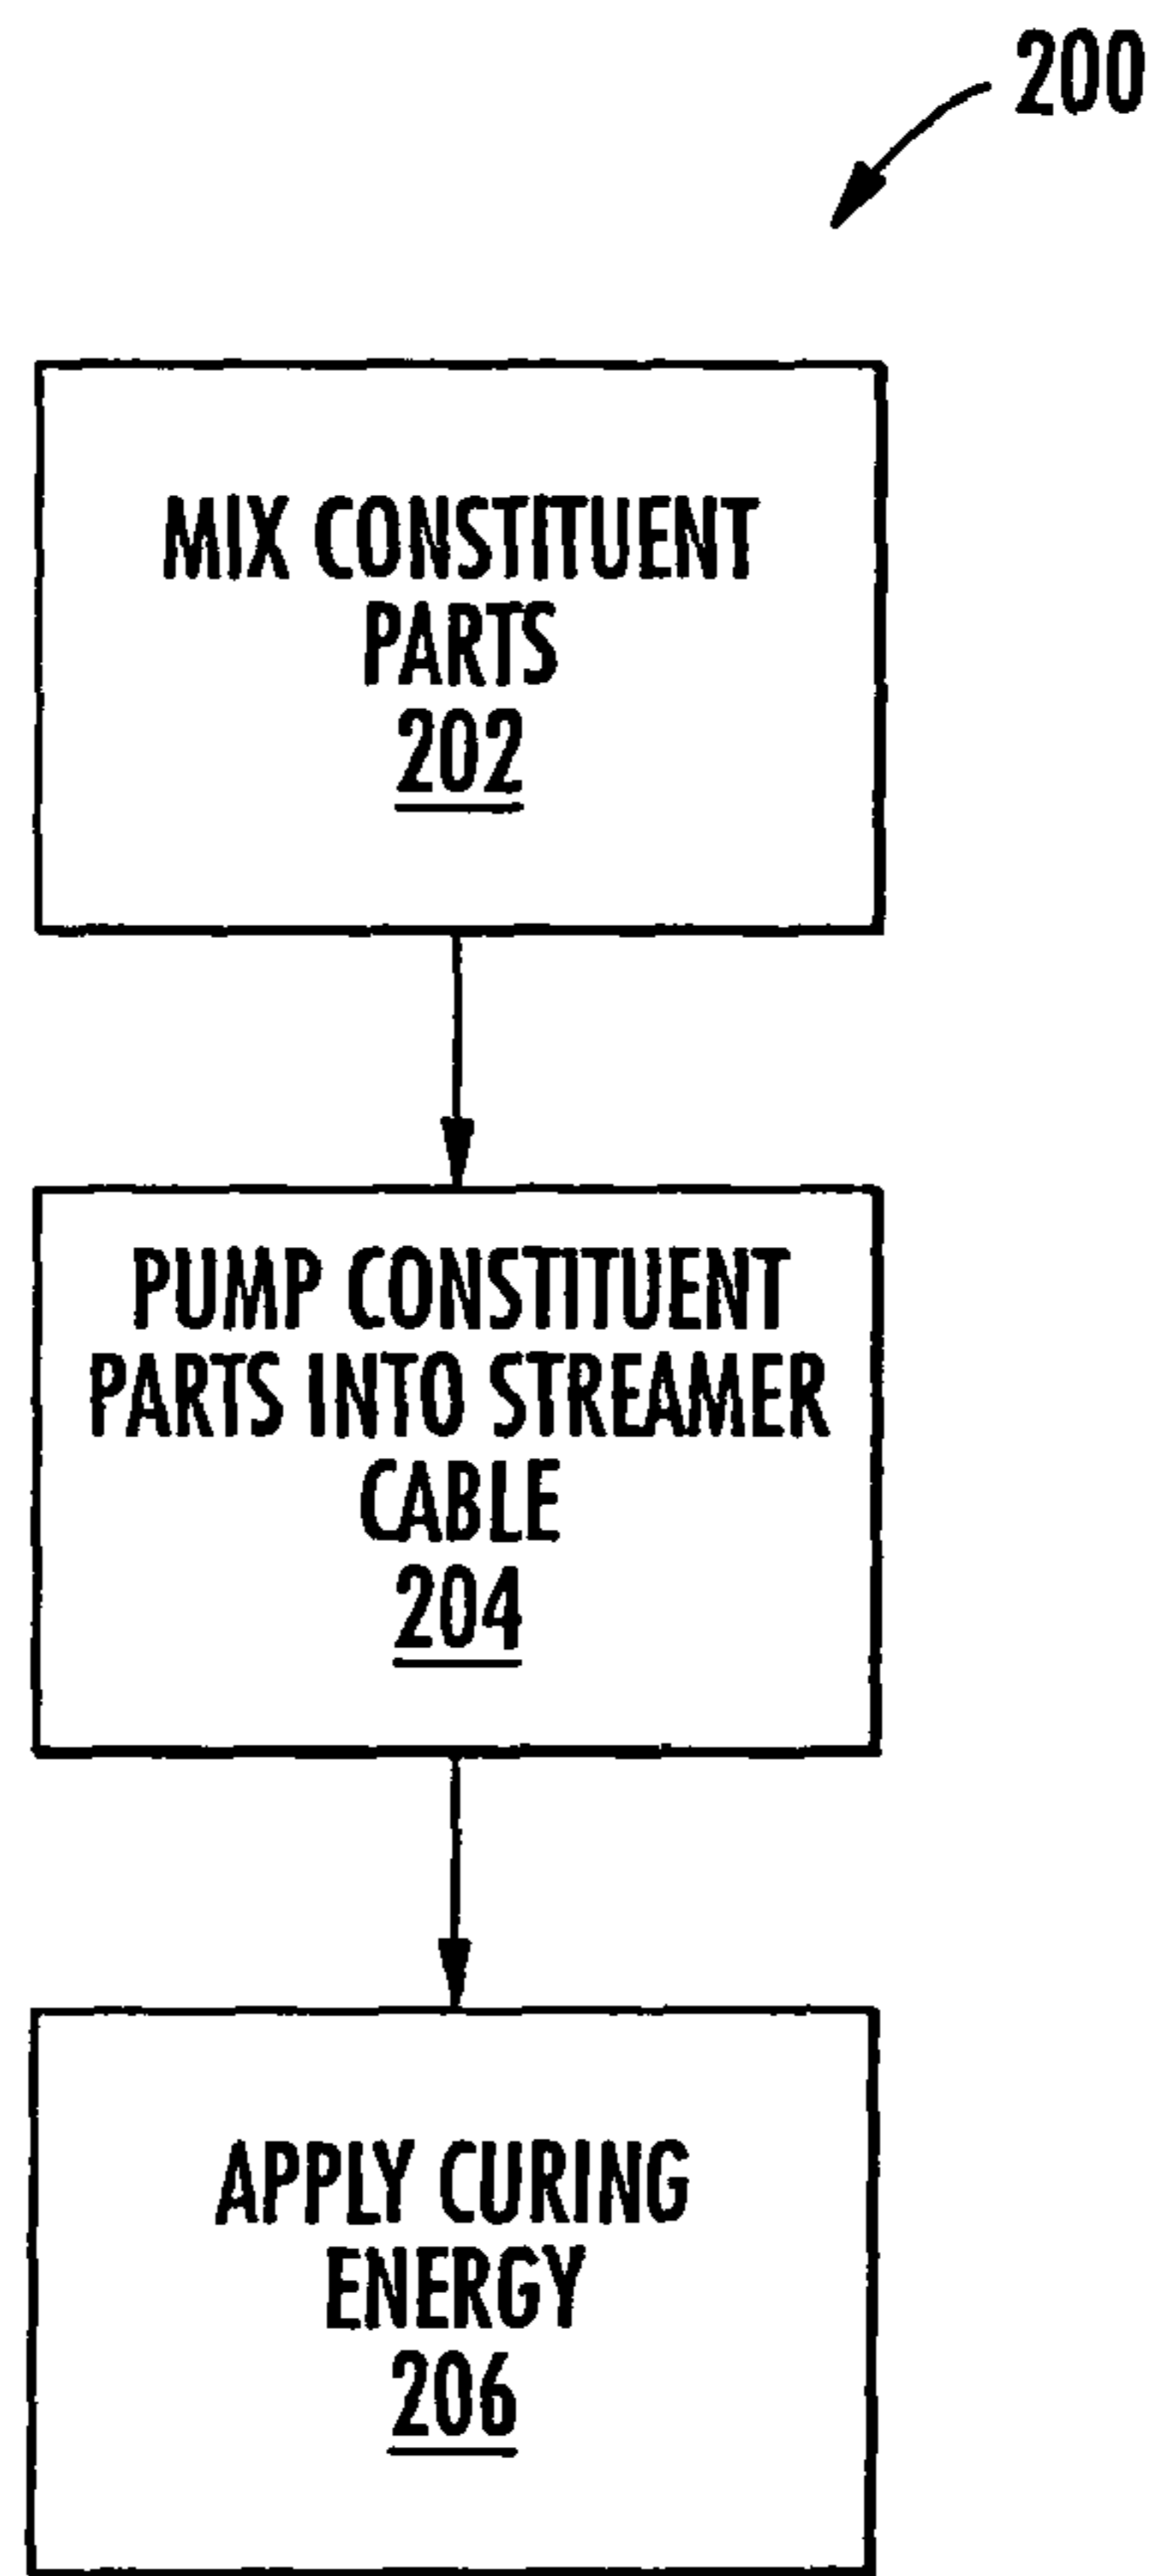 200
MIX CONSTITUENT
PARTS
202
PUMP CONSTITUENT
PARTS INTO STREAMER
CABLE
204
APPLY CURING
ENERGY
206